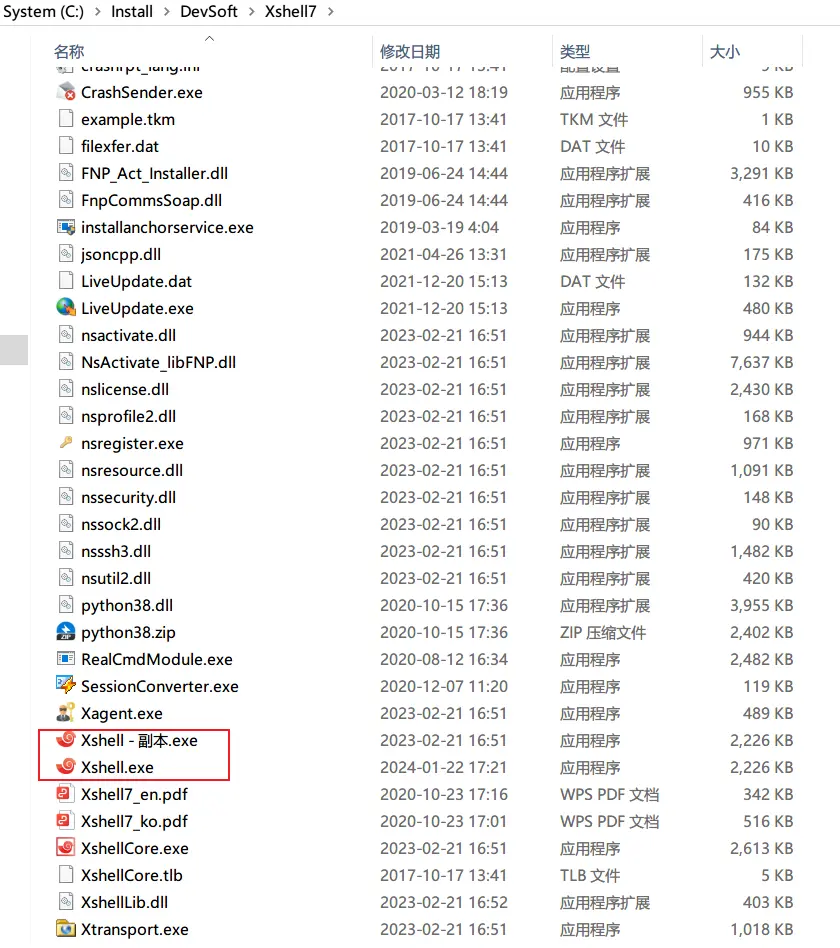 System (C:) > Install > DevSoft > Xshell7 >
名称 修改日期 类型 大小
crashrpt_lang.ini 2017-10-17 13:41 配置设置 9 KB
CrashSender.exe 2020-03-12 18:19 应用程序 955 KB
example.tkm 2017-10-17 13:41 TKM 文件 1 KB
filexfer.dat 2017-10-17 13:41 DAT 文件 10 KB
FNP_Act_Installer.dll 2019-06-24 14:44 应用程序扩展 3,291 KB
FnpCommsSoap.dll 2019-06-24 14:44 应用程序扩展 416 KB
installanchorservice.exe 2019-03-19 4:04 应用程序 84 KB
jsoncpp.dll 2021-04-26 13:31 应用程序扩展 175 KB
LiveUpdate.dat 2021-12-20 15:13 DAT 文件 132 KB
LiveUpdate.exe 2021-12-20 15:13 应用程序 480 KB
nsactivate.dll 2023-02-21 16:51 应用程序扩展 944 KB
NsActivate_libFNP.dll 2023-02-21 16:51 应用程序扩展 7,637 KB
nslicense.dll 2023-02-21 16:51 应用程序扩展 2,430 KB
nsprofile2.dll 2023-02-21 16:51 应用程序扩展 168 KB
nsregister.exe 2023-02-21 16:51 应用程序 971 KB
nsresource.dll 2023-02-21 16:51 应用程序扩展 1,091 KB
nssecurity.dll 2023-02-21 16:51 应用程序扩展 148 KB
nssock2.dll 2023-02-21 16:51 应用程序扩展 90 KB
nsssh3.dll 2023-02-21 16:51 应用程序扩展 1,482 KB
nsutil2.dll 2023-02-21 16:51 应用程序扩展 420 KB
python38.dll 2020-10-15 17:36 应用程序扩展 3,955 KB
python38.zip 2020-10-15 17:36 ZIP 压缩文件 2,402 KB
RealCmdModule.exe 2020-08-12 16:34 应用程序 2,482 KB
SessionConverter.exe 2020-12-07 11:20 应用程序 119 KB
Xagent.exe 2023-02-21 16:51 应用程序 489 KB
Xshell - 副本.exe 2023-02-21 16:51 应用程序 2,226 KB
Xshell.exe 2024-01-22 17:21 应用程序 2,226 KB
Xshell7_en.pdf 2020-10-23 17:16 WPS PDF 文档 342 KB
Xshell7_ko.pdf 2020-10-23 17:01 WPS PDF 文档 516 KB
XshellCore.exe 2023-02-21 16:51 应用程序 2,613 KB
XshellCore.tlb 2017-10-17 13:41 TLB 文件 5 KB
XshellLib.dll 2023-02-21 16:52 应用程序扩展 403 KB
Xtransport.exe 2023-02-21 16:51 应用程序 1,018 KB